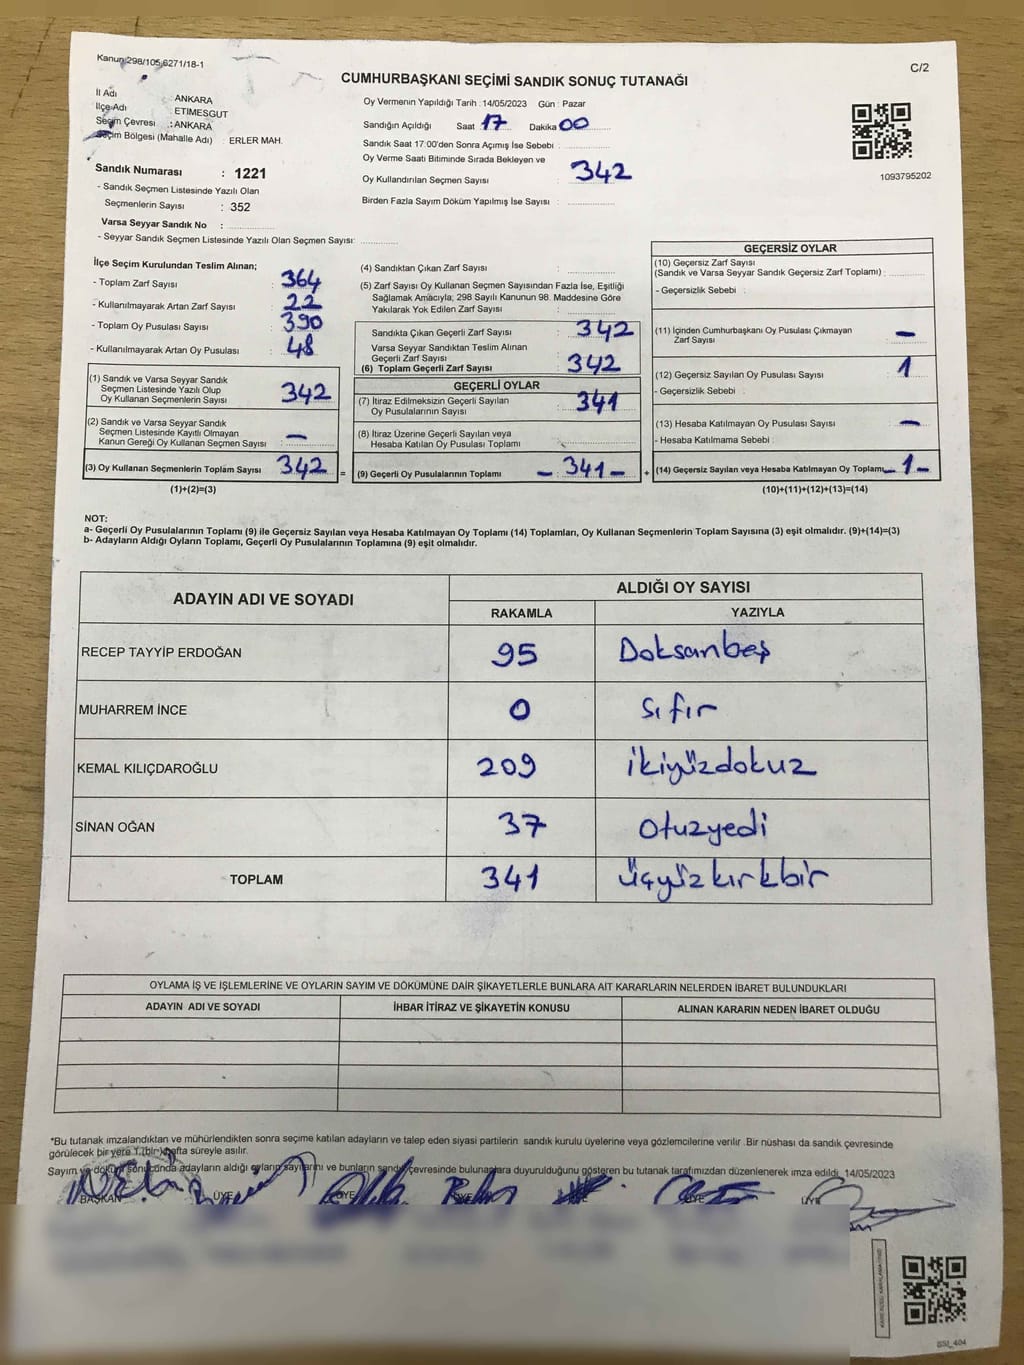 Kanun:298/105,6271/18-1
C/2
CUMHURBAŞKANI SEÇİMİ SANDIK SONUÇ TUTANAĞI
İl Adı : ANKARA
İlçe Adı : ETİMESGUT
Seçim Çevresi : ANKARA
Seçim Bölgesi (Mahalle Adı) : ERLER MAH.
Sandık Numarası : 1221
- Sandık Seçmen Listesinde Yazılı Olan
Seçmenlerin Sayısı : 352
Varsa Seyyar Sandık No :
- Seyyar Sandık Seçmen Listesinde Yazılı Olan Seçmen Sayısı:
Oy Vermenin Yapıldığı Tarih : 14/05/2023 Gün : Pazar
Sandığın Açıldığı Saat 17 Dakika 00
Sandık Saat 17:00'den Sonra Açımış İse Sebebi :
Oy Verme Saati Bitiminde Sırada Bekleyen ve
Oy Kullandırılan Seçmen Sayısı : 342
Birden Fazla Sayım Döküm Yapılmış İse Sayısı :
1093795202
İlçe Seçim Kurulundan Teslim Alınan;
- Toplam Zarf Sayısı : 364
- Kullanılmayarak Artan Zarf Sayısı : 22
- Toplam Oy Pusulası Sayısı : 390
- Kullanılmayarak Artan Oy Pusulası : 48
(1) Sandık ve Varsa Seyyar Sandık
Seçmen Listesinde Yazılı Olup
Oy Kullanan Seçmenlerin Sayısı : 342
(2) Sandık ve Varsa Seyyar Sandık
Seçmen Listesinde Kayıtlı Olmayan
Kanun Gereği Oy Kullanan Seçmen Sayısı : —
(3) Oy Kullanan Seçmenlerin Toplam Sayısı : 342
(1)+(2)=(3)
(4) Sandıktan Çıkan Zarf Sayısı :
(5) Zarf Sayısı Oy Kullanan Seçmen Sayısından Fazla İse, Eşitliği
Sağlamak Amacıyla; 298 Sayılı Kanunun 98. Maddesine Göre
Yakılarak Yok Edilen Zarf Sayısı :
Sandıkta Çıkan Geçerli Zarf Sayısı : 342
Varsa Seyyar Sandıktan Teslim Alınan
Geçerli Zarf Sayısı :
(6) Toplam Geçerli Zarf Sayısı : 342
GEÇERLİ OYLAR
(7) İtiraz Edilmeksizin Geçerli Sayılan
Oy Pusulalarının Sayısı : 341
(8) İtiraz Üzerine Geçerli Sayılan veya
Hesaba Katılan Oy Pusulası Toplamı :
= (9) Geçerli Oy Pusulalarının Toplamı – : 341 –
GEÇERSİZ OYLAR
(10) Geçersiz Zarf Sayısı
(Sandık ve Varsa Seyyar Sandık Geçersiz Zarf Toplamı) :
- Geçersizlik Sebebi :
(11) İçinden Cumhurbaşkanı Oy Pusulası Çıkmayan
Zarf Sayısı : —
(12) Geçersiz Sayılan Oy Pusulası Sayısı : 1
- Geçersizlik Sebebi :
(13) Hesaba Katılmayan Oy Pusulası Sayısı : —
- Hesaba Katılmama Sebebi :
+ (14) Geçersiz Sayılan veya Hesaba Katılmayan Oy Toplamı – 1 –
(10)+(11)+(12)+(13)=(14)
NOT:
a- Geçerli Oy Pusulalarının Toplamı (9) ile Geçersiz Sayılan veya Hesaba Katılmayan Oy Toplamı (14) Toplamları, Oy Kullanan Seçmenlerin Toplam Sayısına (3) eşit olmalıdır. (9)+(14)=(3)
b- Adayların Aldığı Oyların Toplamı, Geçerli Oy Pusulalarının Toplamına (9) eşit olmalıdır.
ADAYIN ADI VE SOYADI ALDIĞI OY SAYISI
RAKAMLA YAZIYLA
RECEP TAYYİP ERDOĞAN 95 Doksanbeş
MUHARREM İNCE 0 sıfır
KEMAL KILIÇDAROĞLU 209 ikiyüzdokuz
SİNAN OĞAN 37 Otuzyedi
TOPLAM 341 üçyüzkırkbir
OYLAMA İŞ VE İŞLEMLERİNE VE OYLARIN SAYIM VE DÖKÜMÜNE DAİR ŞİKAYETLERLE BUNLARA AİT KARARLARIN NELERDEN İBARET BULUNDUKLARI
ADAYIN ADI VE SOYADI İHBAR İTİRAZ VE ŞİKAYETİN KONUSU ALINAN KARARIN NEDEN İBARET OLDUĞU
*Bu tutanak imzalandıktan ve mühürlendikten sonra seçime katılan adayların ve talep eden siyasi partilerin sandık kurulu üyelerine veya gözlemcilerine verilir .Bir nüshası da sandık çevresinde
görülecek bir yere 1 (bir) hafta süreyle asılır.
Sayım ve döküm sonucunda adayların aldığı oyların sayılarını ve bunların sandık çevresinde bulunanlara duyurulduğunu gösteren bu tutanak tarafımızdan düzenlenerek imza edildi. 14/05/2023
BAŞKAN ÜYE ÜYE ÜYE ÜYE ÜYE